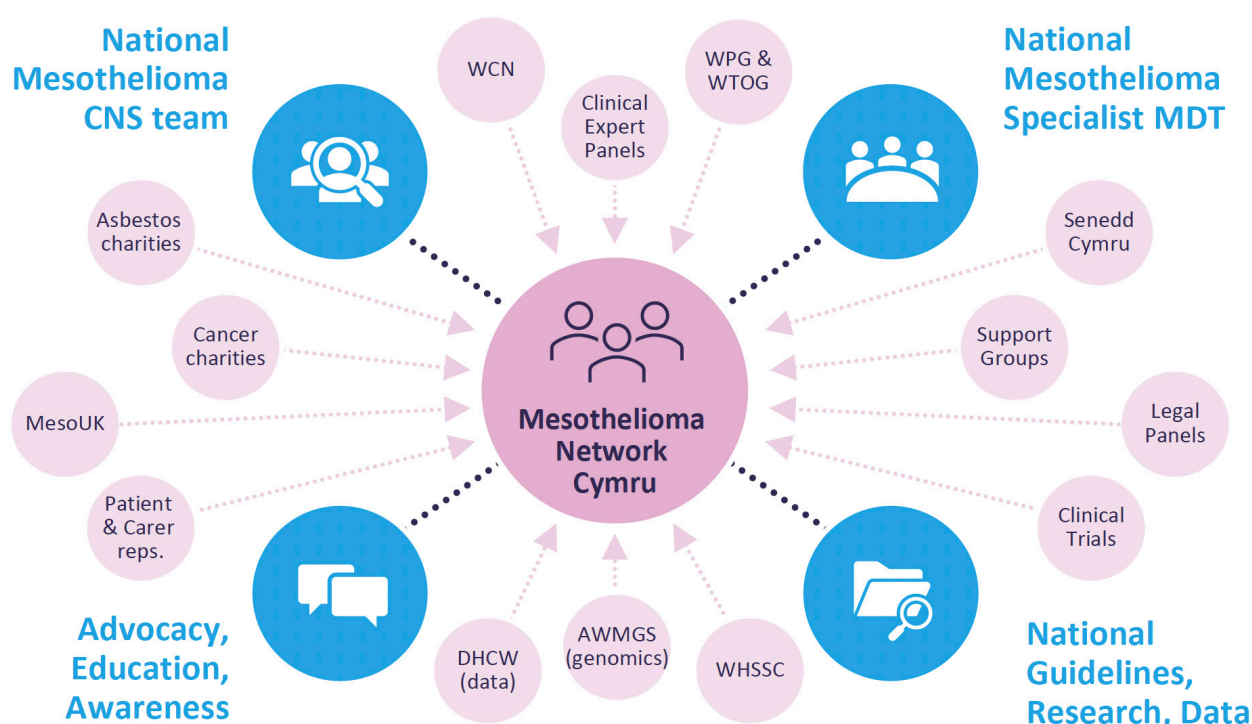 National
Mesothelioma
CNS team
WCN
Clinical
Expert
Panels
WPG &
WTOG
National
Mesothelioma
Specialist MDT
Asbestos
charities
Senedd
Cymru
Cancer
charities
Support
Groups
MesoUK
Mesothelioma
Network
Cymru
Legal
Panels
Patient
& Carer
reps.
Clinical
Trials
Advocacy,
Education,
Awareness
DHCW
(data)
AWMGS
(genomics)
WHSSC
National
Guidelines,
Research, Data